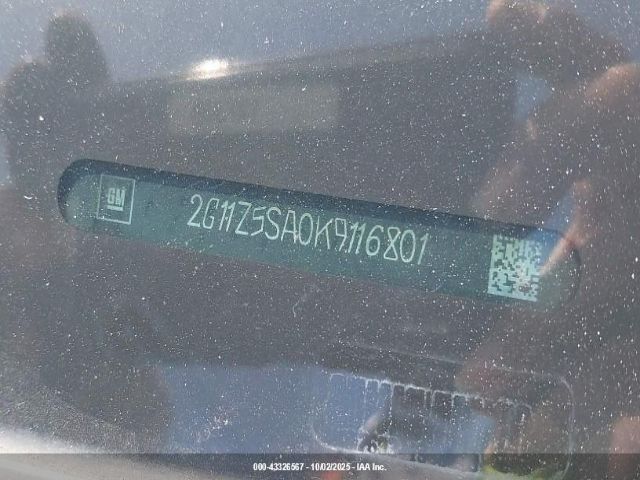 GM
2G11Z5SA0K9116801
000-43326567 - 10/02/2025 - IAA Inc.